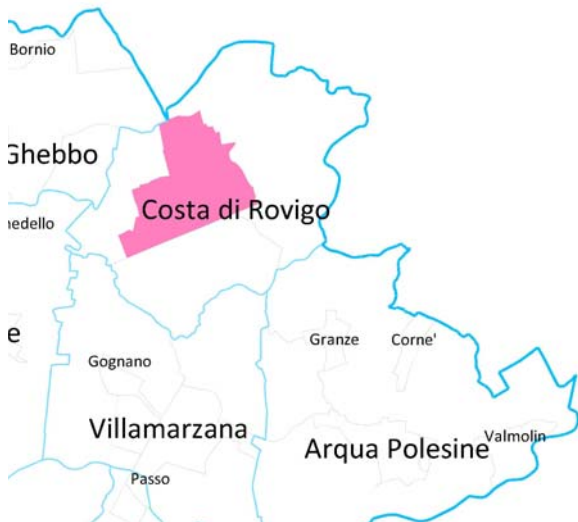 Bornio
Ghebbo
nedello
Costa di Rovigo
e
Granze
Corne'
Gognano
Villamarzana
Arqua Polesine
Valmolin
Passo